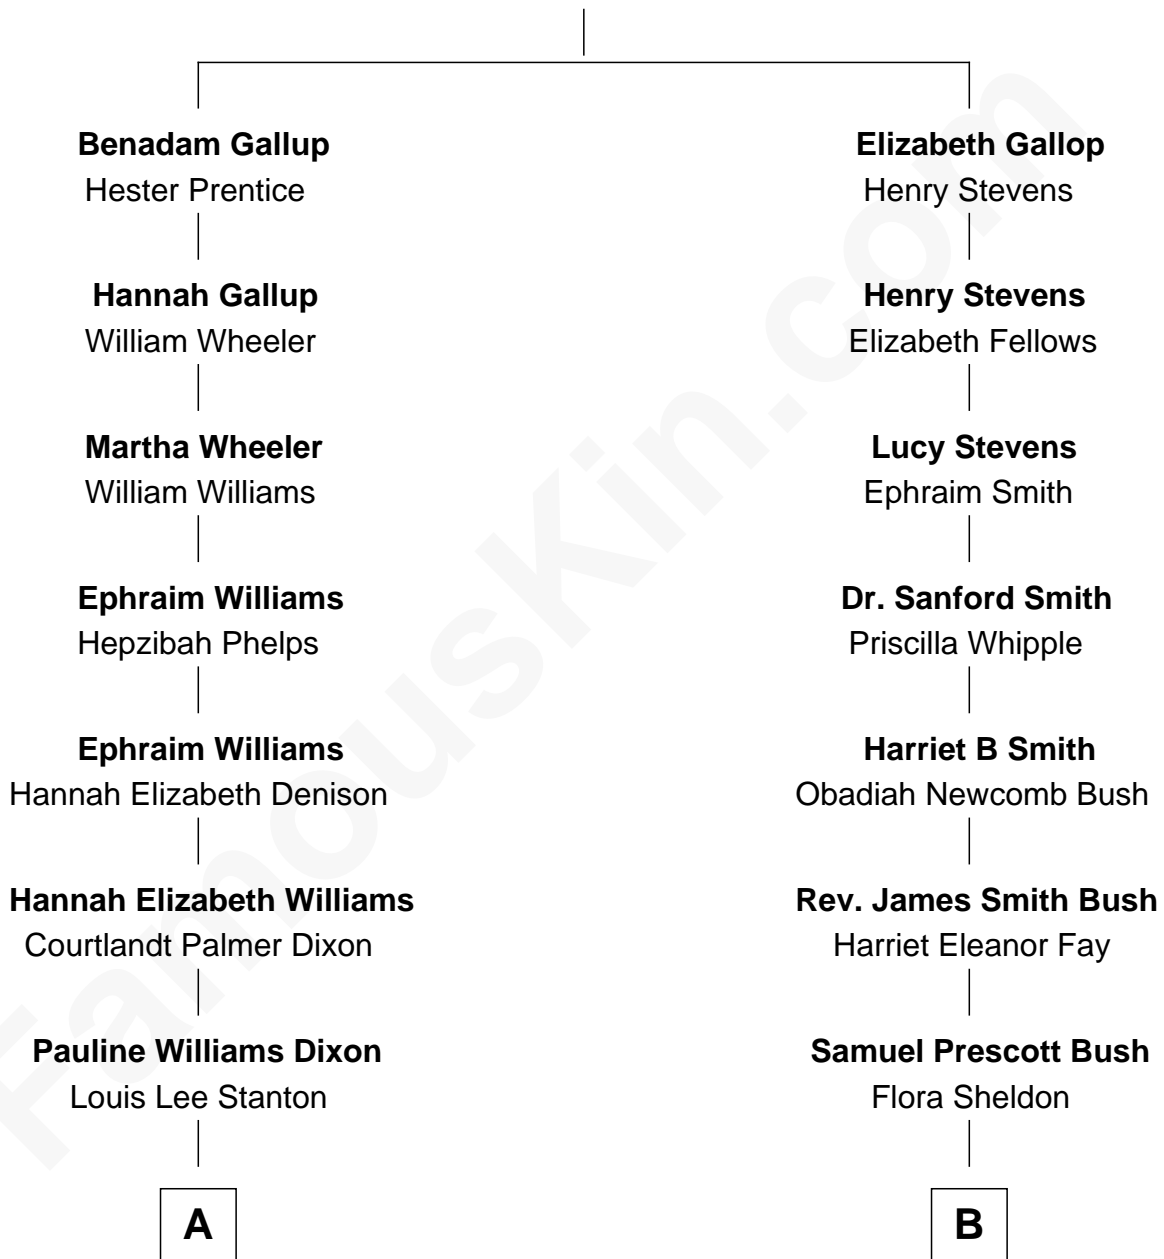 Benadam Gallup
Hester Prentice
Hannah Gallup
William Wheeler
Martha Wheeler
William Williams
Ephraim Williams
Hepzibah Phelps
Ephraim Williams
Hannah Elizabeth Denison
Hannah Elizabeth Williams
Courtlandt Palmer Dixon
Pauline Williams Dixon
Louis Lee Stanton
A
Elizabeth Gallop
Henry Stevens
Henry Stevens
Elizabeth Fellows
Lucy Stevens
Ephraim Smith
Dr. Sanford Smith
Priscilla Whipple
Harriet B Smith
Obadiah Newcomb Bush
Rev. James Smith Bush
Harriet Eleanor Fay
Samuel Prescott Bush
Flora Sheldon
B
FamousKin.com